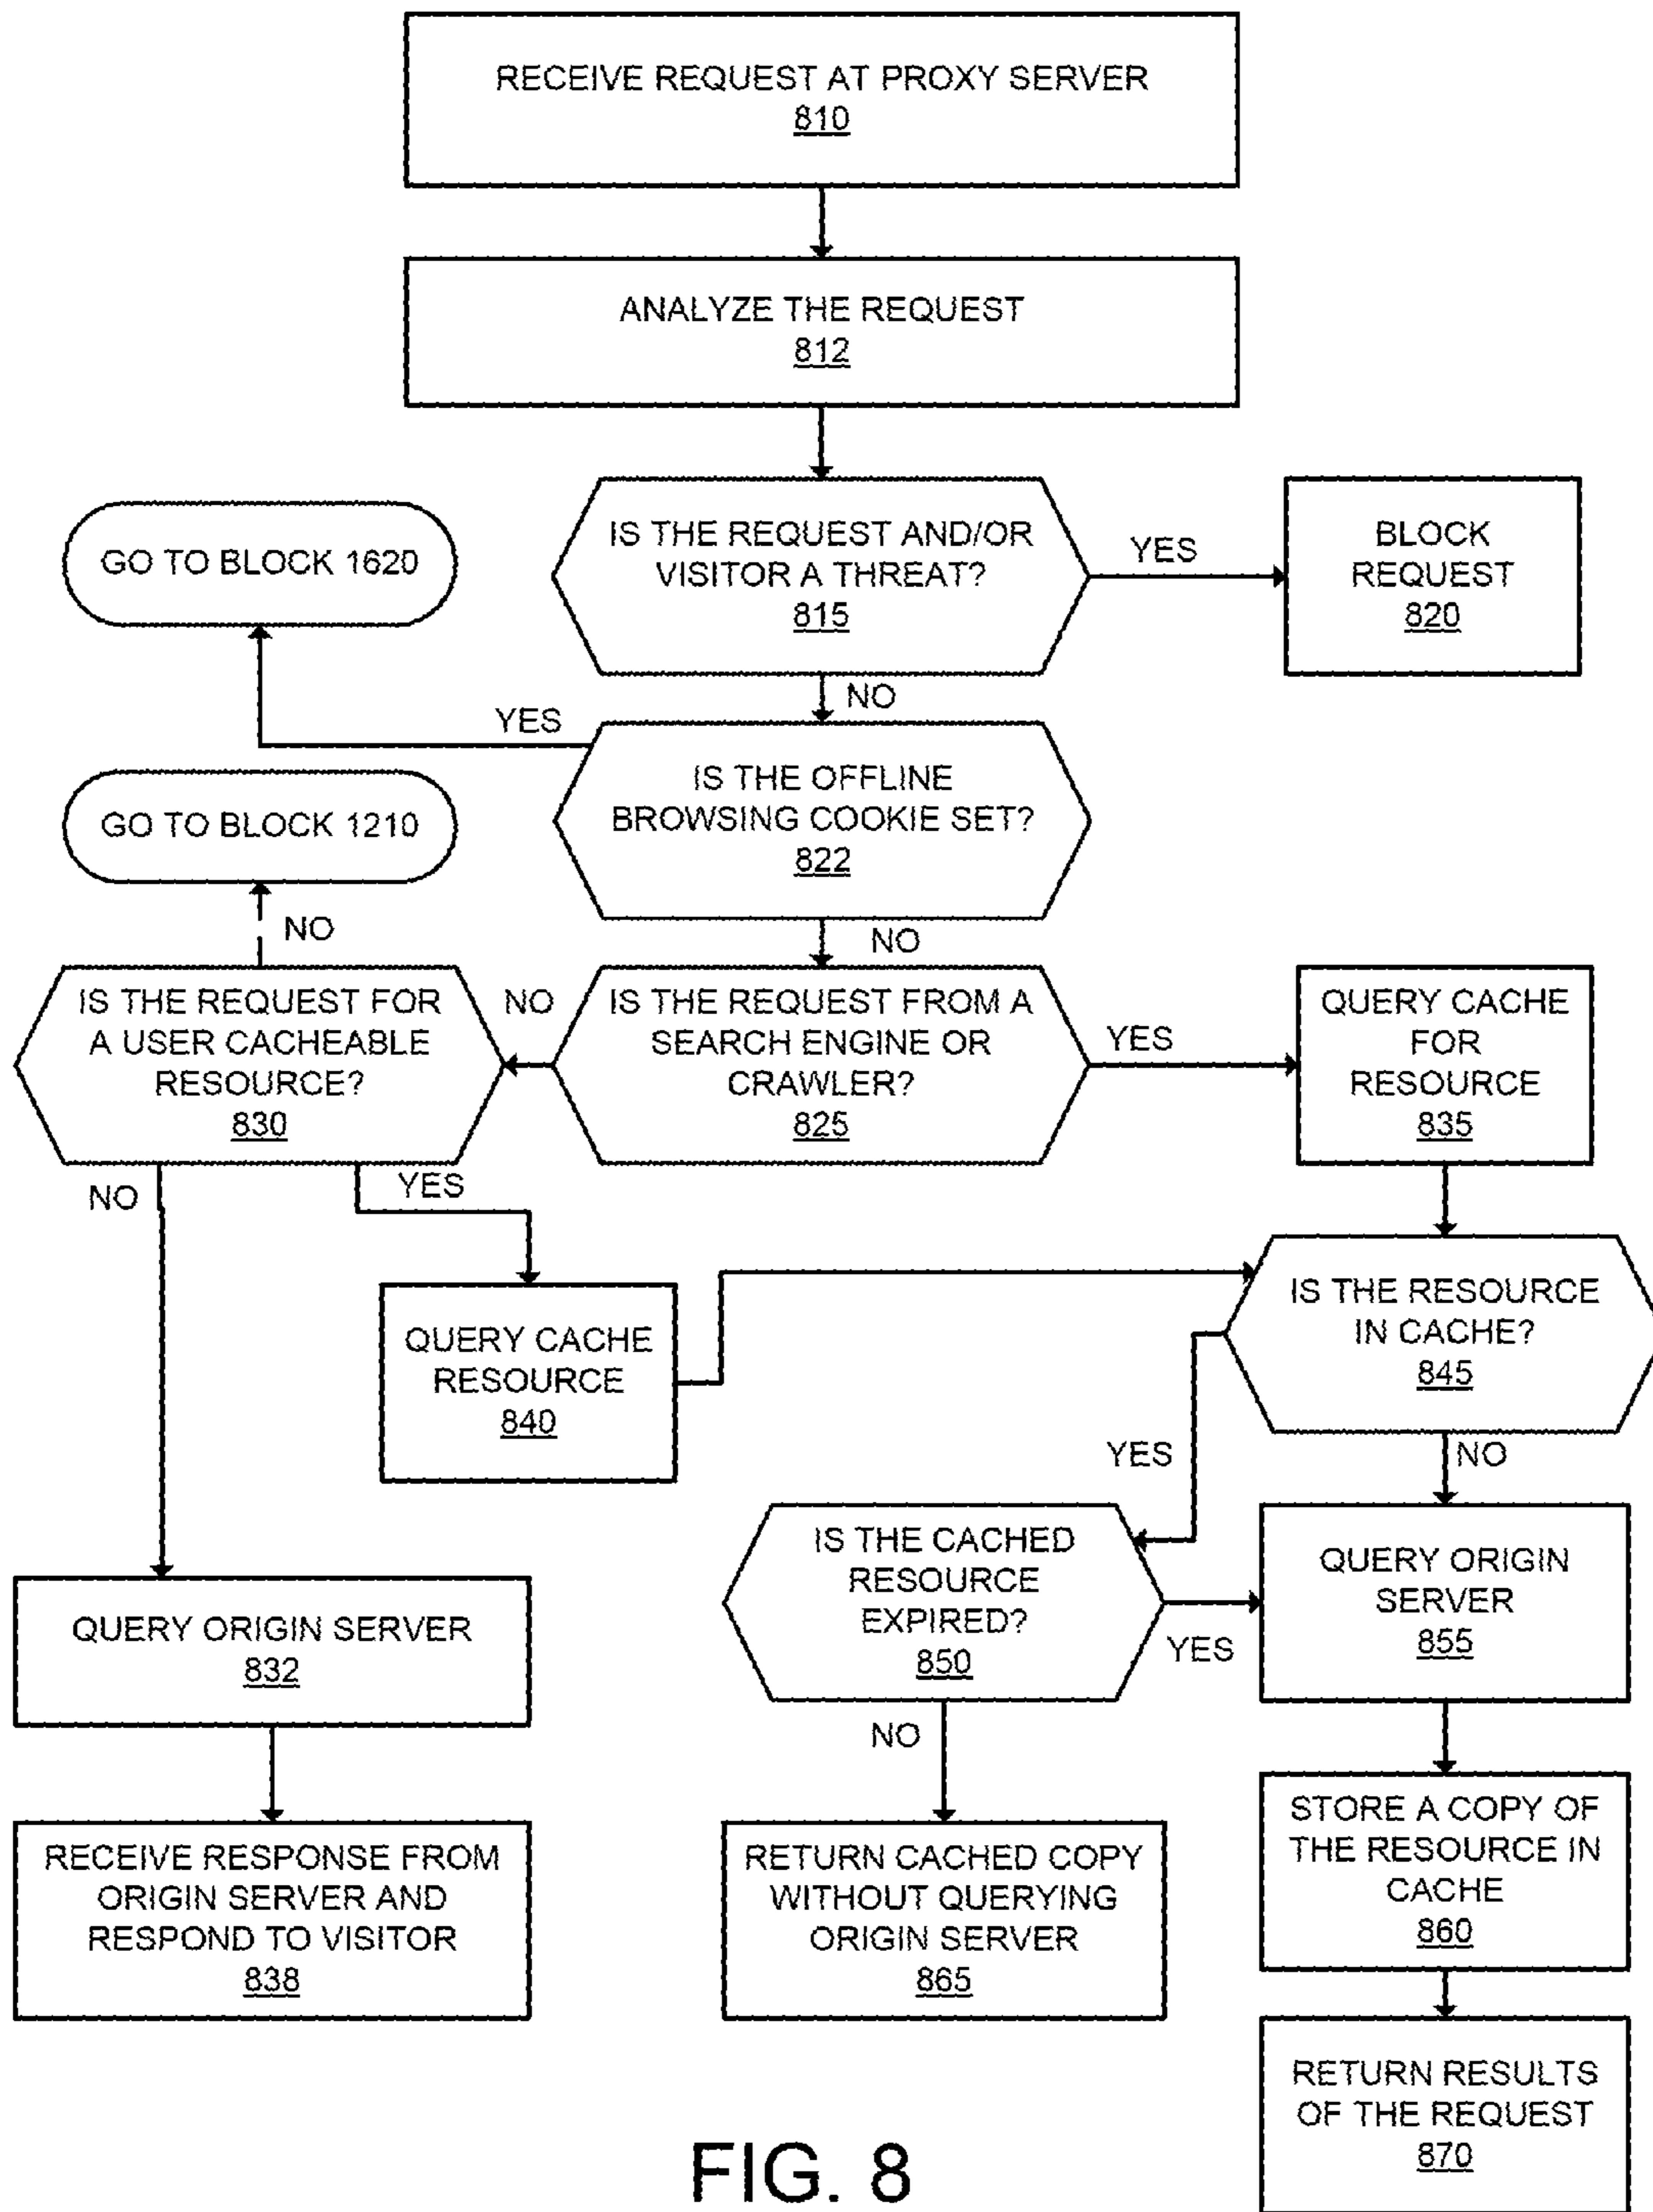 RECEIVE REQUEST AT PROXY SERVER
810
ANALYZE THE REQUEST
812
IS THE REQUEST AND/OR
VISITOR A THREAT?
815
YES
BLOCK
REQUEST
820
GO TO BLOCK 1620
NO
YES
IS THE OFFLINE
BROWSING COOKIE SET?
822
GO TO BLOCK 1210
NO
NO
IS THE REQUEST FOR
A USER CACHEABLE
RESOURCE?
830
NO
IS THE REQUEST FROM A
SEARCH ENGINE OR
CRAWLER?
825
YES
QUERY CACHE
FOR
RESOURCE
835
NO
YES
QUERY CACHE
RESOURCE
840
IS THE RESOURCE
IN CACHE?
845
YES
NO
IS THE CACHED
RESOURCE
EXPIRED?
850
YES
QUERY ORIGIN
SERVER
855
QUERY ORIGIN SERVER
832
NO
RECEIVE RESPONSE FROM
ORIGIN SERVER AND
RESPOND TO VISITOR
838
RETURN CACHED COPY
WITHOUT QUERYING
ORIGIN SERVER
865
STORE A COPY OF
THE RESOURCE IN
CACHE
860
RETURN RESULTS
OF THE REQUEST
870
FIG. 8